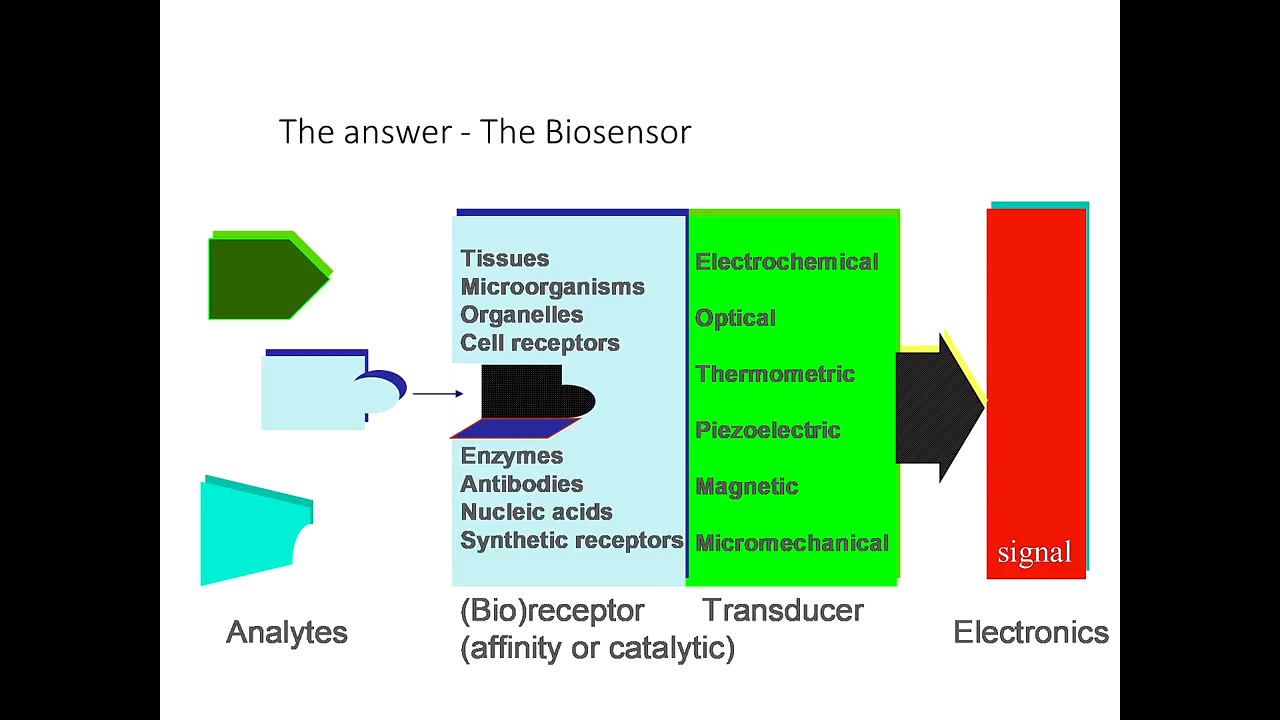 The answer - The Biosensor
Tissues
Microorganisms
Organelles
Cell receptors
Enzymes
Antibodies
Nucleic acids
Synthetic receptors
Electrochemical
Optical
Thermometric
Piezoelectric
Magnetic
Micromechanical
signal
Analytes
(Bio)receptor
(affinity or catalytic)
Transducer
Electronics